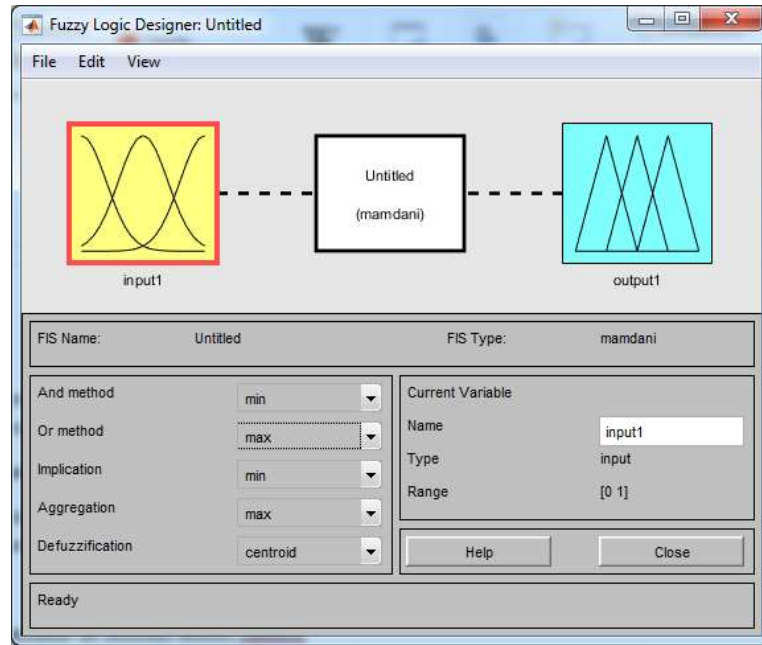 Fuzzy Logic Designer: Untitled
File Edit View
Untitled
(mamdani)
input1
output1
FIS Name: Untitled FIS Type: mamdani
And method min
Or method max
Implication min
Aggregation max
Defuzzification centroid
Current Variable
Name input1
Type input
Range [0 1]
Help Close
Ready